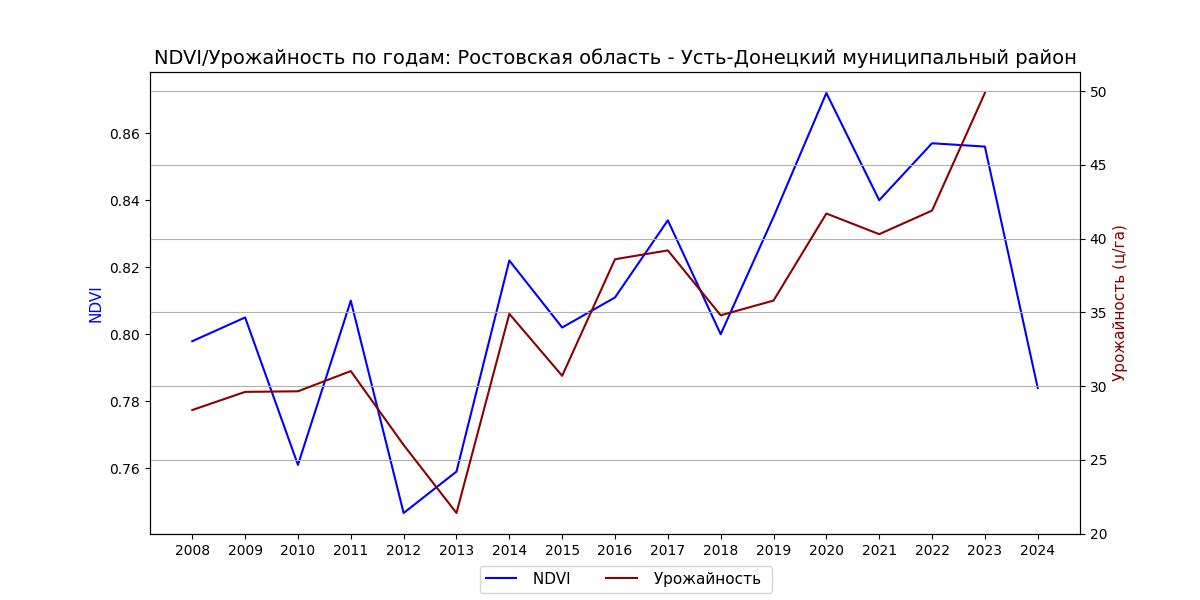 NDVI/Урожайность по годам: Ростовская область - Усть-Донецкий муниципальный район
0.86
0.84
0.82
0.80
0.78
0.76
NDVI
50
45
40
35
30
25
20
Урожайность (ц/га)
2008 2009 2010 2011 2012 2013 2014 2015 2016 2017 2018 2019 2020 2021 2022 2023 2024
NDVI Урожайность